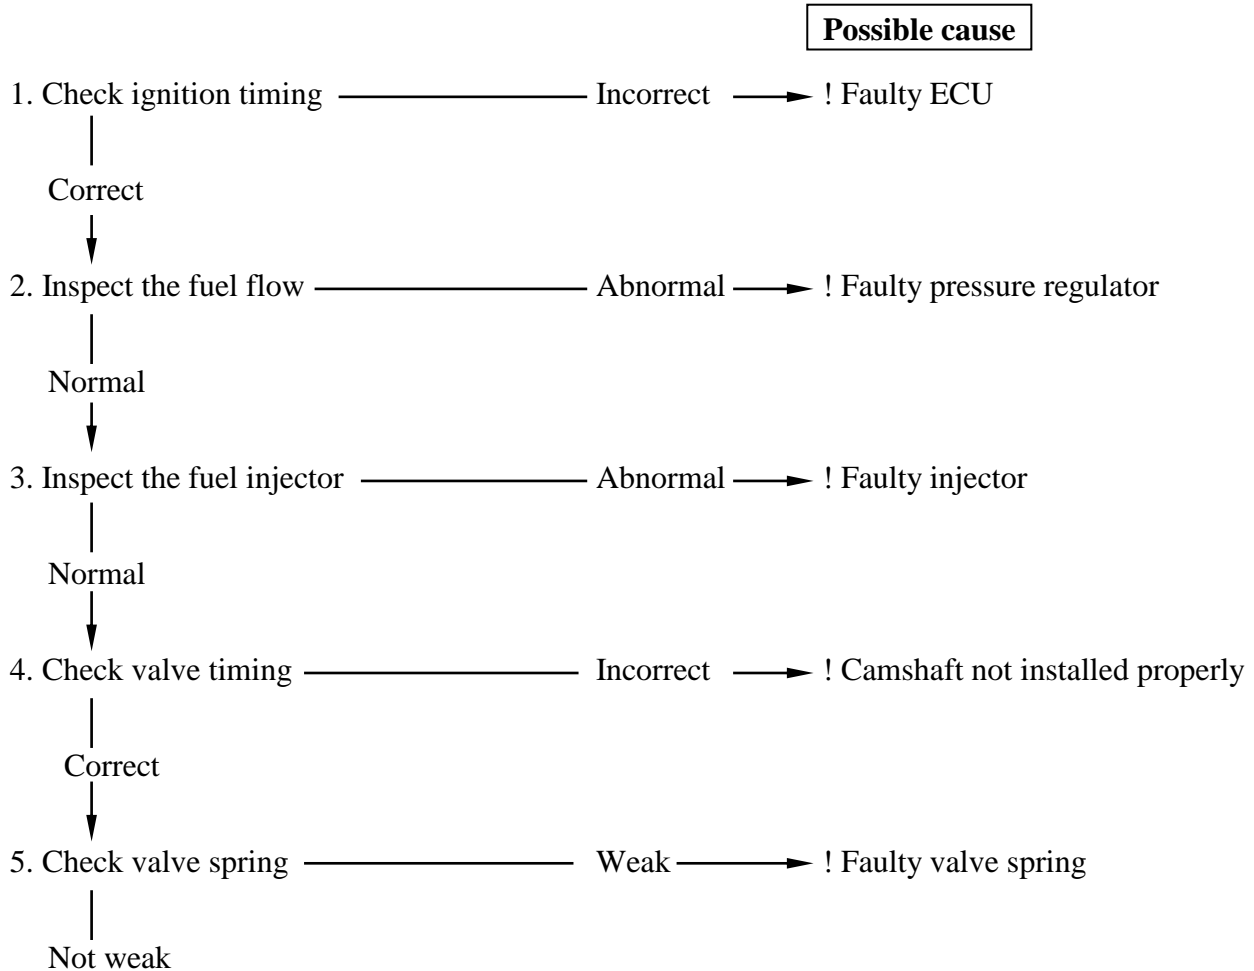 Possible cause
1. Check ignition timing Incorrect ! Faulty ECU
Correct
2. Inspect the fuel flow Abnormal ! Faulty pressure regulator
Normal
3. Inspect the fuel injector Abnormal ! Faulty injector
Normal
4. Check valve timing Incorrect ! Camshaft not installed properly
Correct
5. Check valve spring Weak ! Faulty valve spring
Not weak